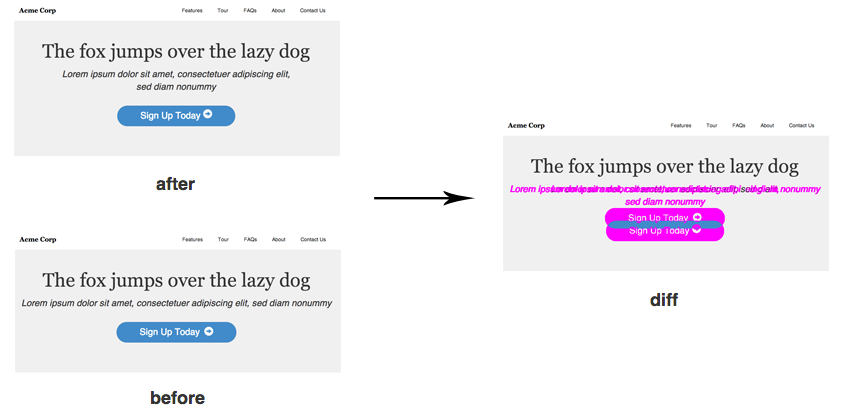 Acme Corp Features Tour FAQs About Contact Us
The fox jumps over the lazy dog
Lorem ipsum dolor sit amet, consectetuer adipiscing elit,
sed diam nonummy
Sign Up Today
after
Acme Corp Features Tour FAQs About Contact Us
The fox jumps over the lazy dog
Lorem ipsum dolor sit amet, consectetuer adipiscing elit, sed diam nonummy
Sign Up Today
before
Acme Corp Features Tour FAQs About Contact Us
The fox jumps over the lazy dog
Lorem nonummy
sed diam nonummy
Sign Up Today
Sign Up Today
diff